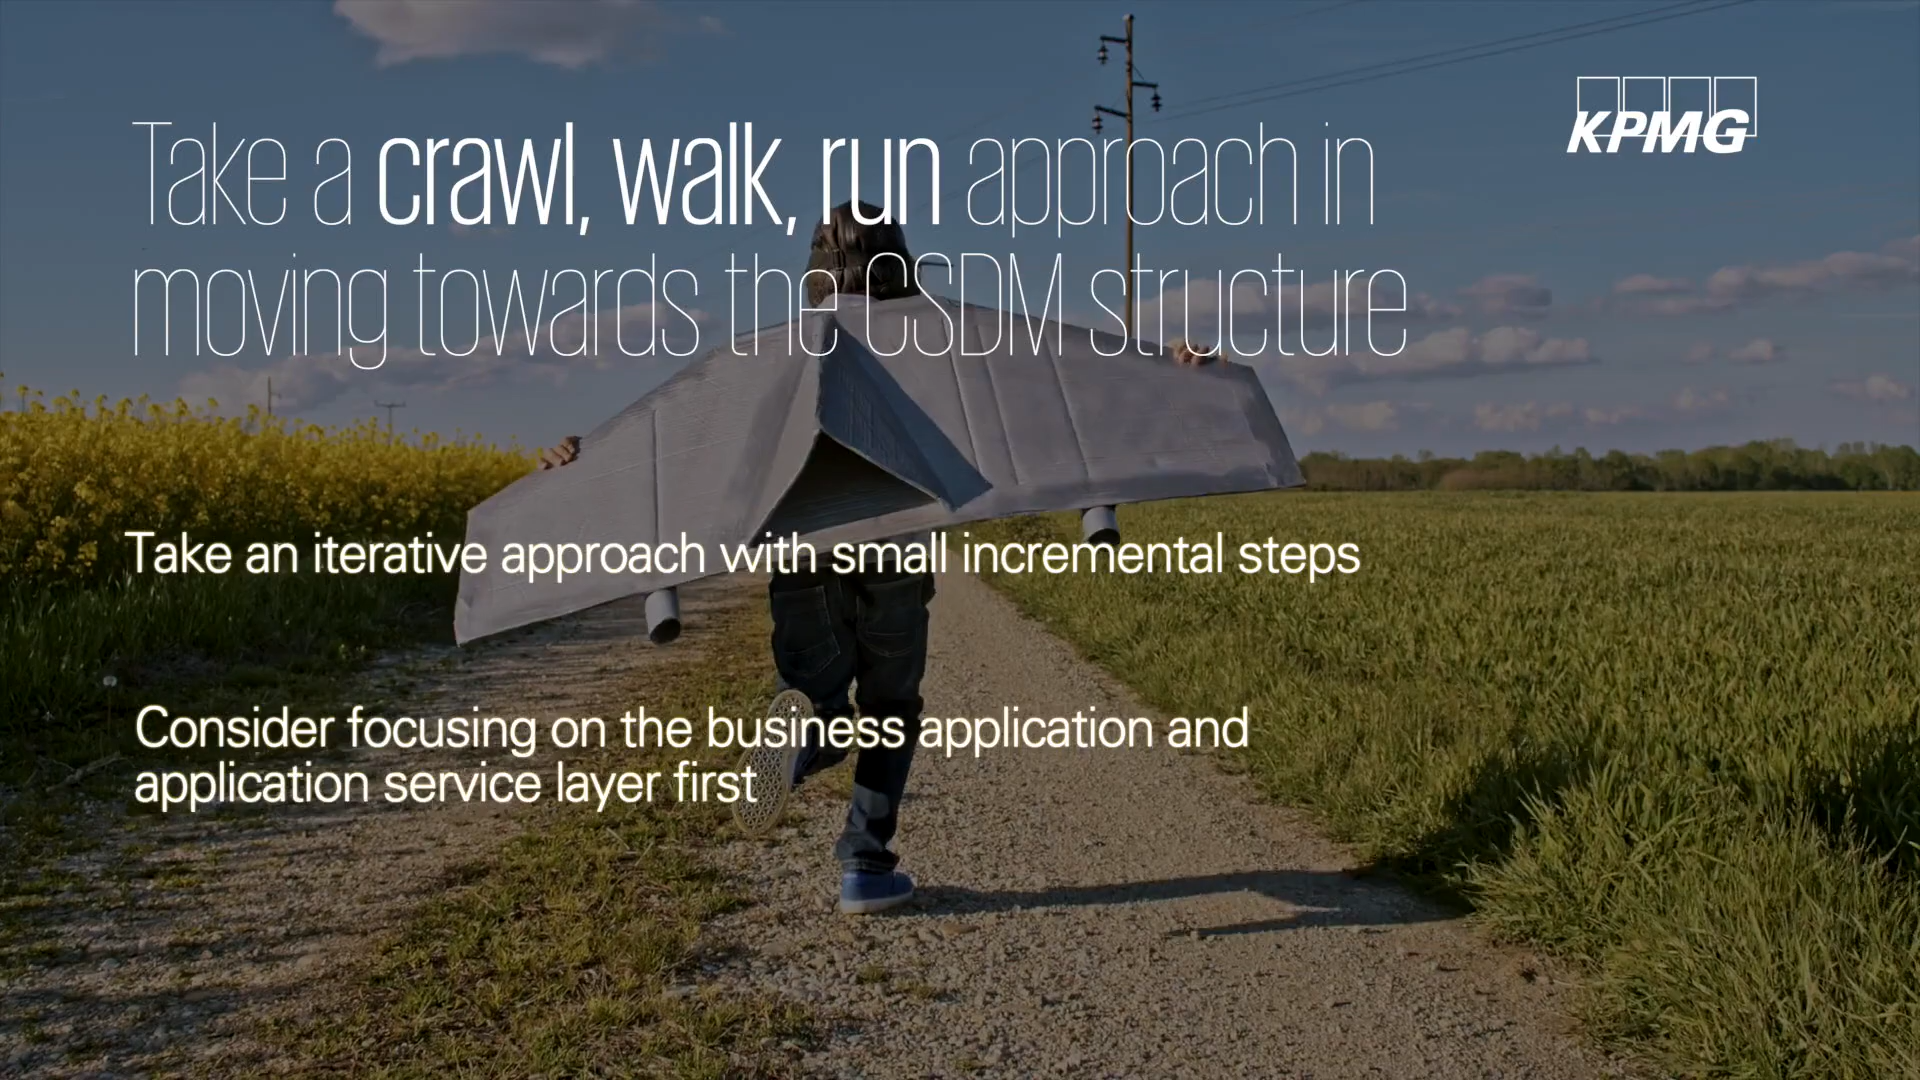 Take a crawl, walk, run approach in
moving towards the CSDM structure
KPMG
Take an iterative approach with small incremental steps
Consider focusing on the business application and
application service layer first